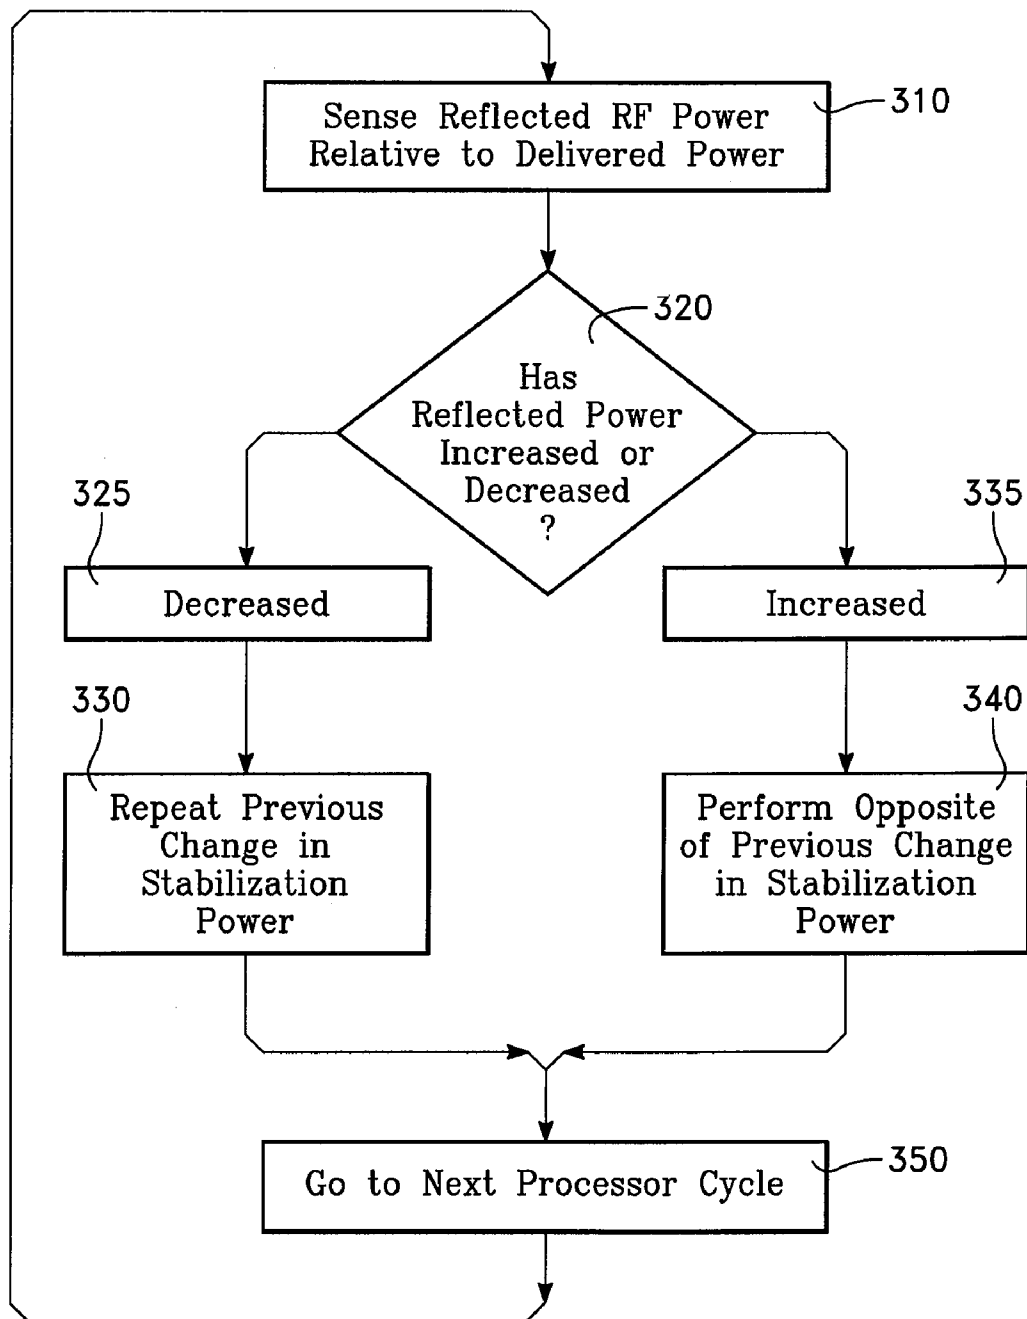 Sense Reflected RF Power
Relative to Delivered Power
310
320
Has
Reflected Power
Increased or
Decreased
?
325
Decreased
335
Increased
330
Repeat Previous
Change in
Stabilization
Power
340
Perform Opposite
of Previous Change
in Stabilization
Power
Go to Next Processor Cycle
350